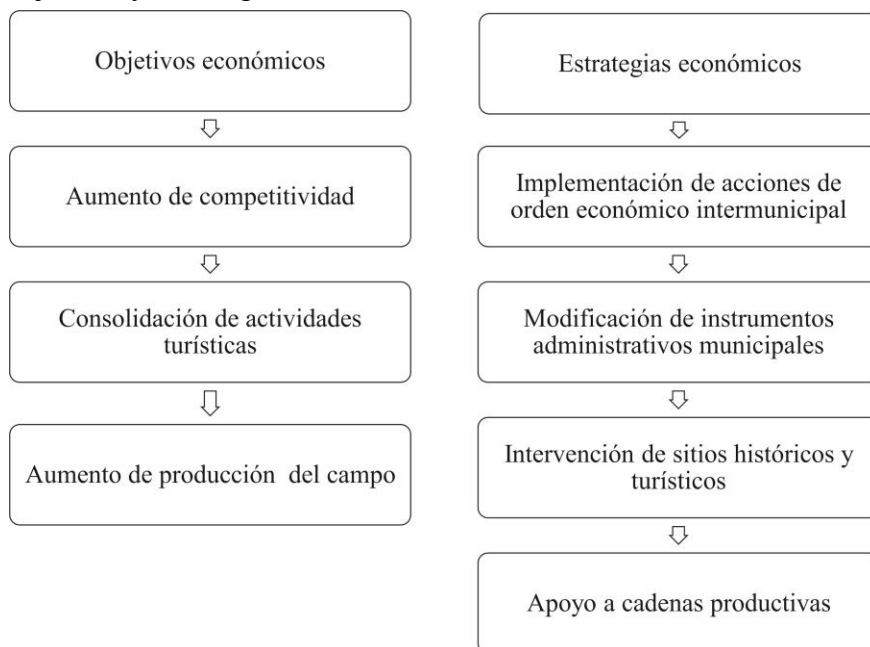 Objetivos económicos
Aumento de competitividad
Consolidación de actividades
turísticas
Aumento de producción del campo
Estrategias económicos
Implementación de acciones de
orden económico intermunicipal
Modificación de instrumentos
administrativos municipales
Intervención de sitios históricos y
turísticos
Apoyo a cadenas productivas